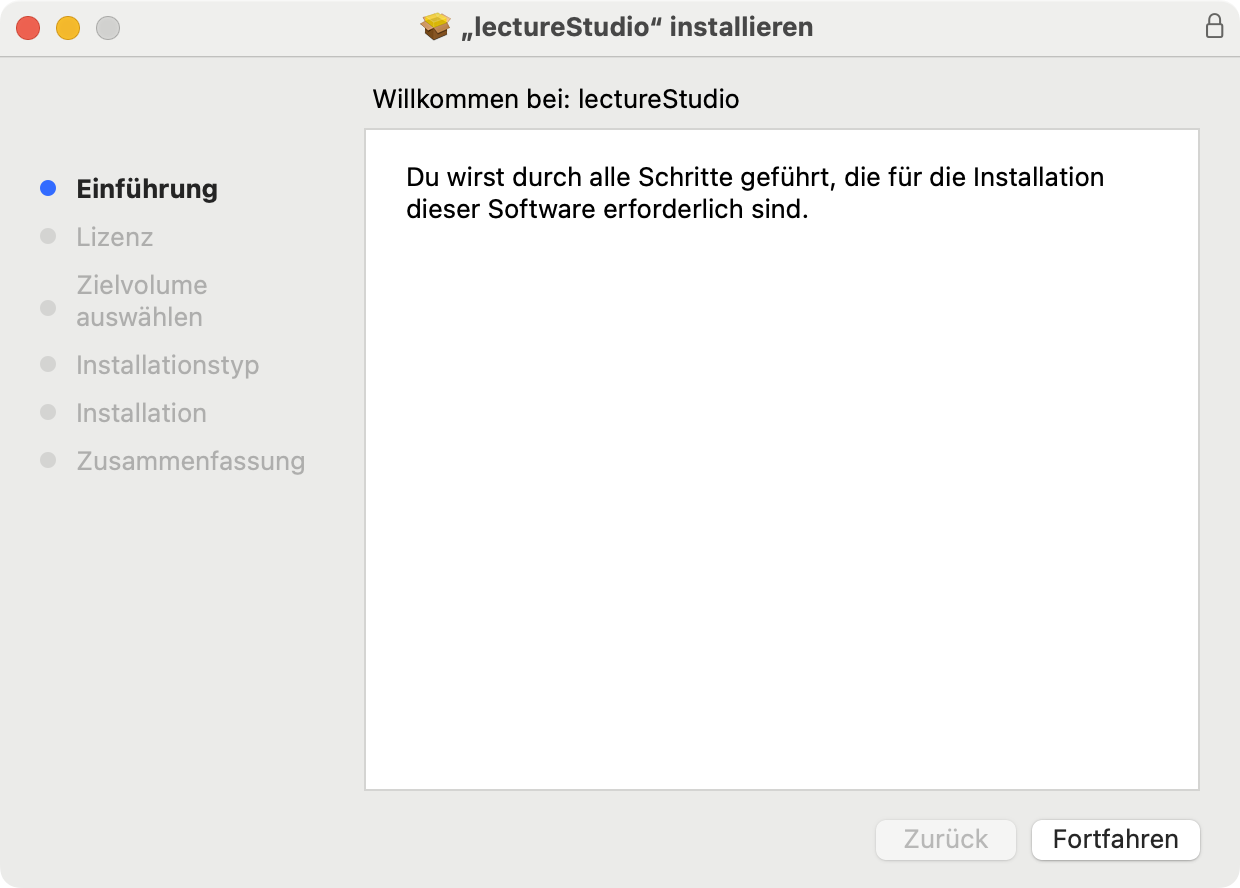 „lectureStudio“ installieren
Willkommen bei: lectureStudio
Einführung
Lizenz
Zielvolume
auswählen
Installationstyp
Installation
Zusammenfassung
Du wirst durch alle Schritte geführt, die für die Installation
dieser Software erforderlich sind.
Zurück
Fortfahren